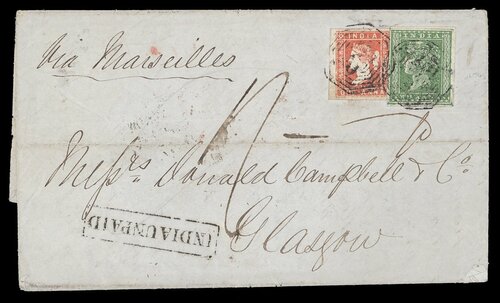 via Marseilles
INDIA
INDIA
Messrs Donald Campbell & Co.
Glasgow
INDIA UNPAID